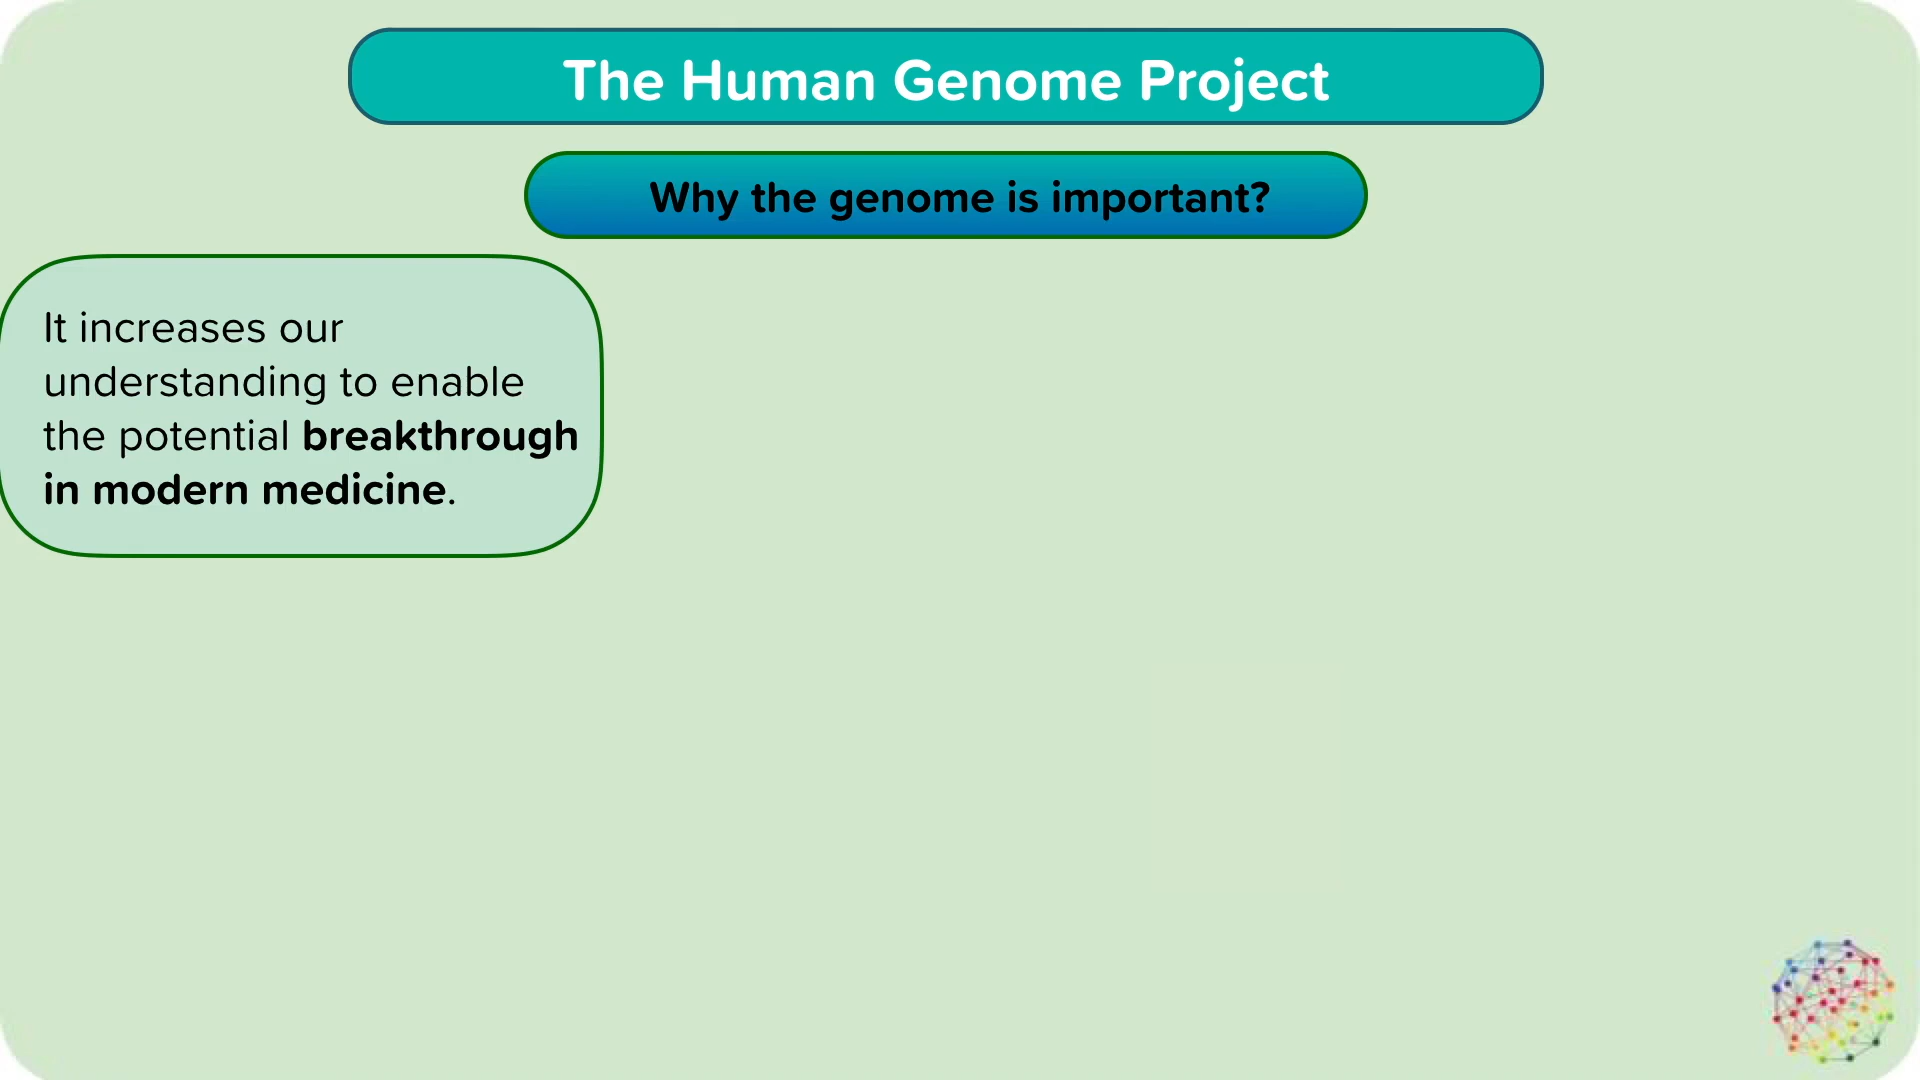 The Human Genome Project
Why the genome is important?
It increases our
understanding to enable
the potential breakthrough
in modern medicine.